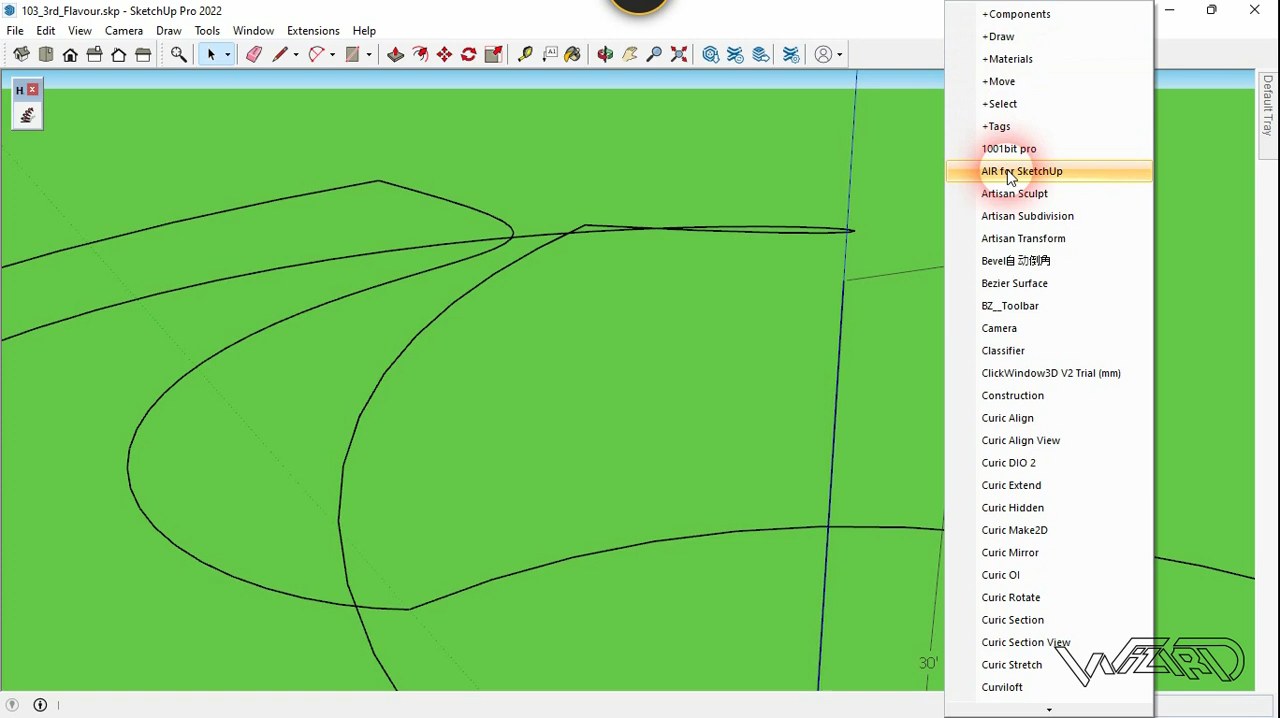 103_3rd_Flavour.skp - SketchUp Pro 2022
File Edit View Camera Draw Tools Window Extensions Help
H
Default Tray
+Components
+Draw
+Materials
+Move
+Select
+Tags
1001bit pro
AIR for SketchUp
Artisan Sculpt
Artisan Subdivision
Artisan Transform
Bevel自动倒角
Bezier Surface
BZ__Toolbar
Camera
Classifier
ClickWindow3D V2 Trial (mm)
Construction
Curic Align
Curic Align View
Curic DIO 2
Curic Extend
Curic Hidden
Curic Make2D
Curic Mirror
Curic OI
Curic Rotate
Curic Section
Curic Section View
Curic Stretch
Curviloft
30'
WIZARD